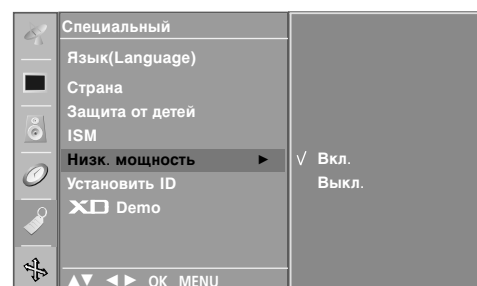 Специальный
Язык(Language)
Страна
Защита от детей
ISM
Низк. мощность ►
√ Вкл.
Выкл.
Установить ID
XD Demo
▲▼ ◄► OK MENU